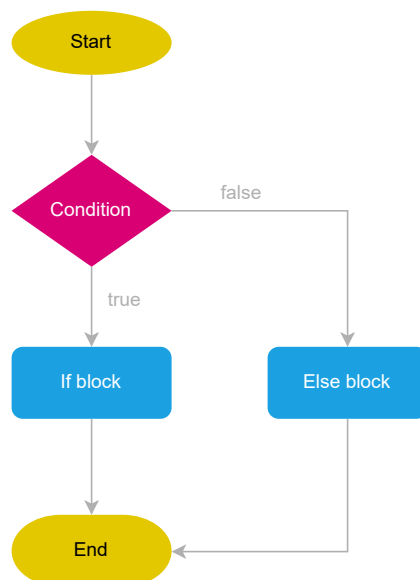 Start
Condition
false
true
If block
Else block
End